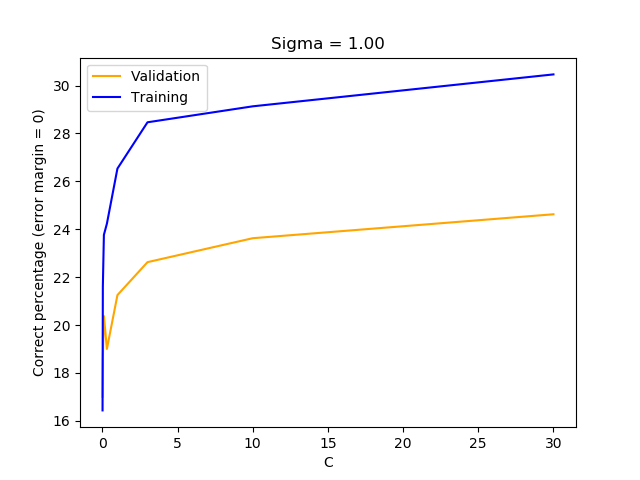 Sigma = 1.00
Validation
Training
Correct percentage (error margin = 0)
30
28
26
24
22
20
18
16
0 5 10 15 20 25 30
C